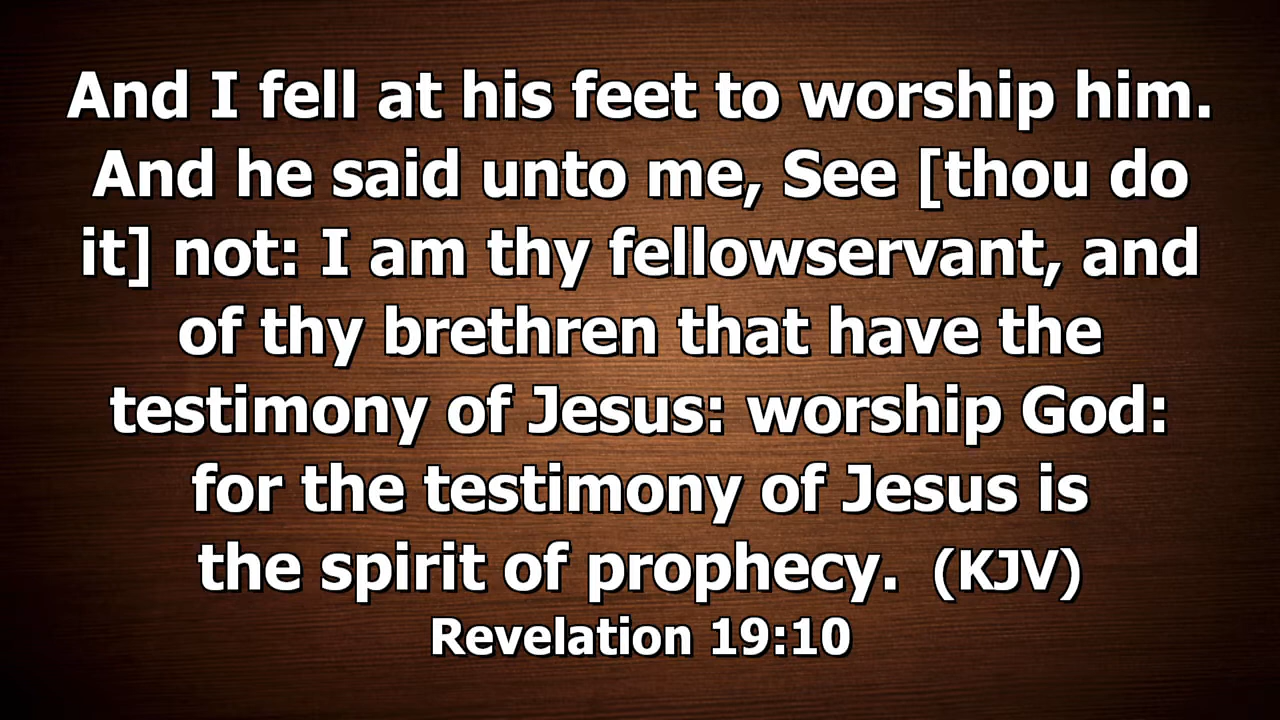 And I fell at his feet to worship him.
And he said unto me, See [thou do
it] not: I am thy fellowservant, and
of thy brethren that have the
testimony of Jesus: worship God:
for the testimony of Jesus is
the spirit of prophecy. (KJV)
Revelation 19:10